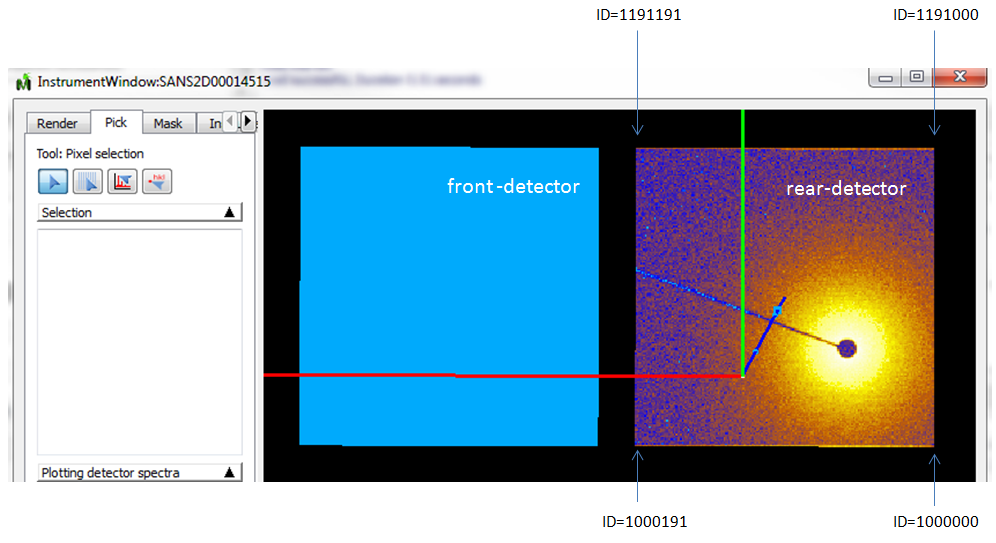 ID=1191191
ID=1191000
InstrumentWindow:SANS2D00014515
Render
Pick
Mask
In
Tool: Pixel selection
Selection
Plotting detector spectra
front-detector
rear-detector
ID=1000191
ID=1000000